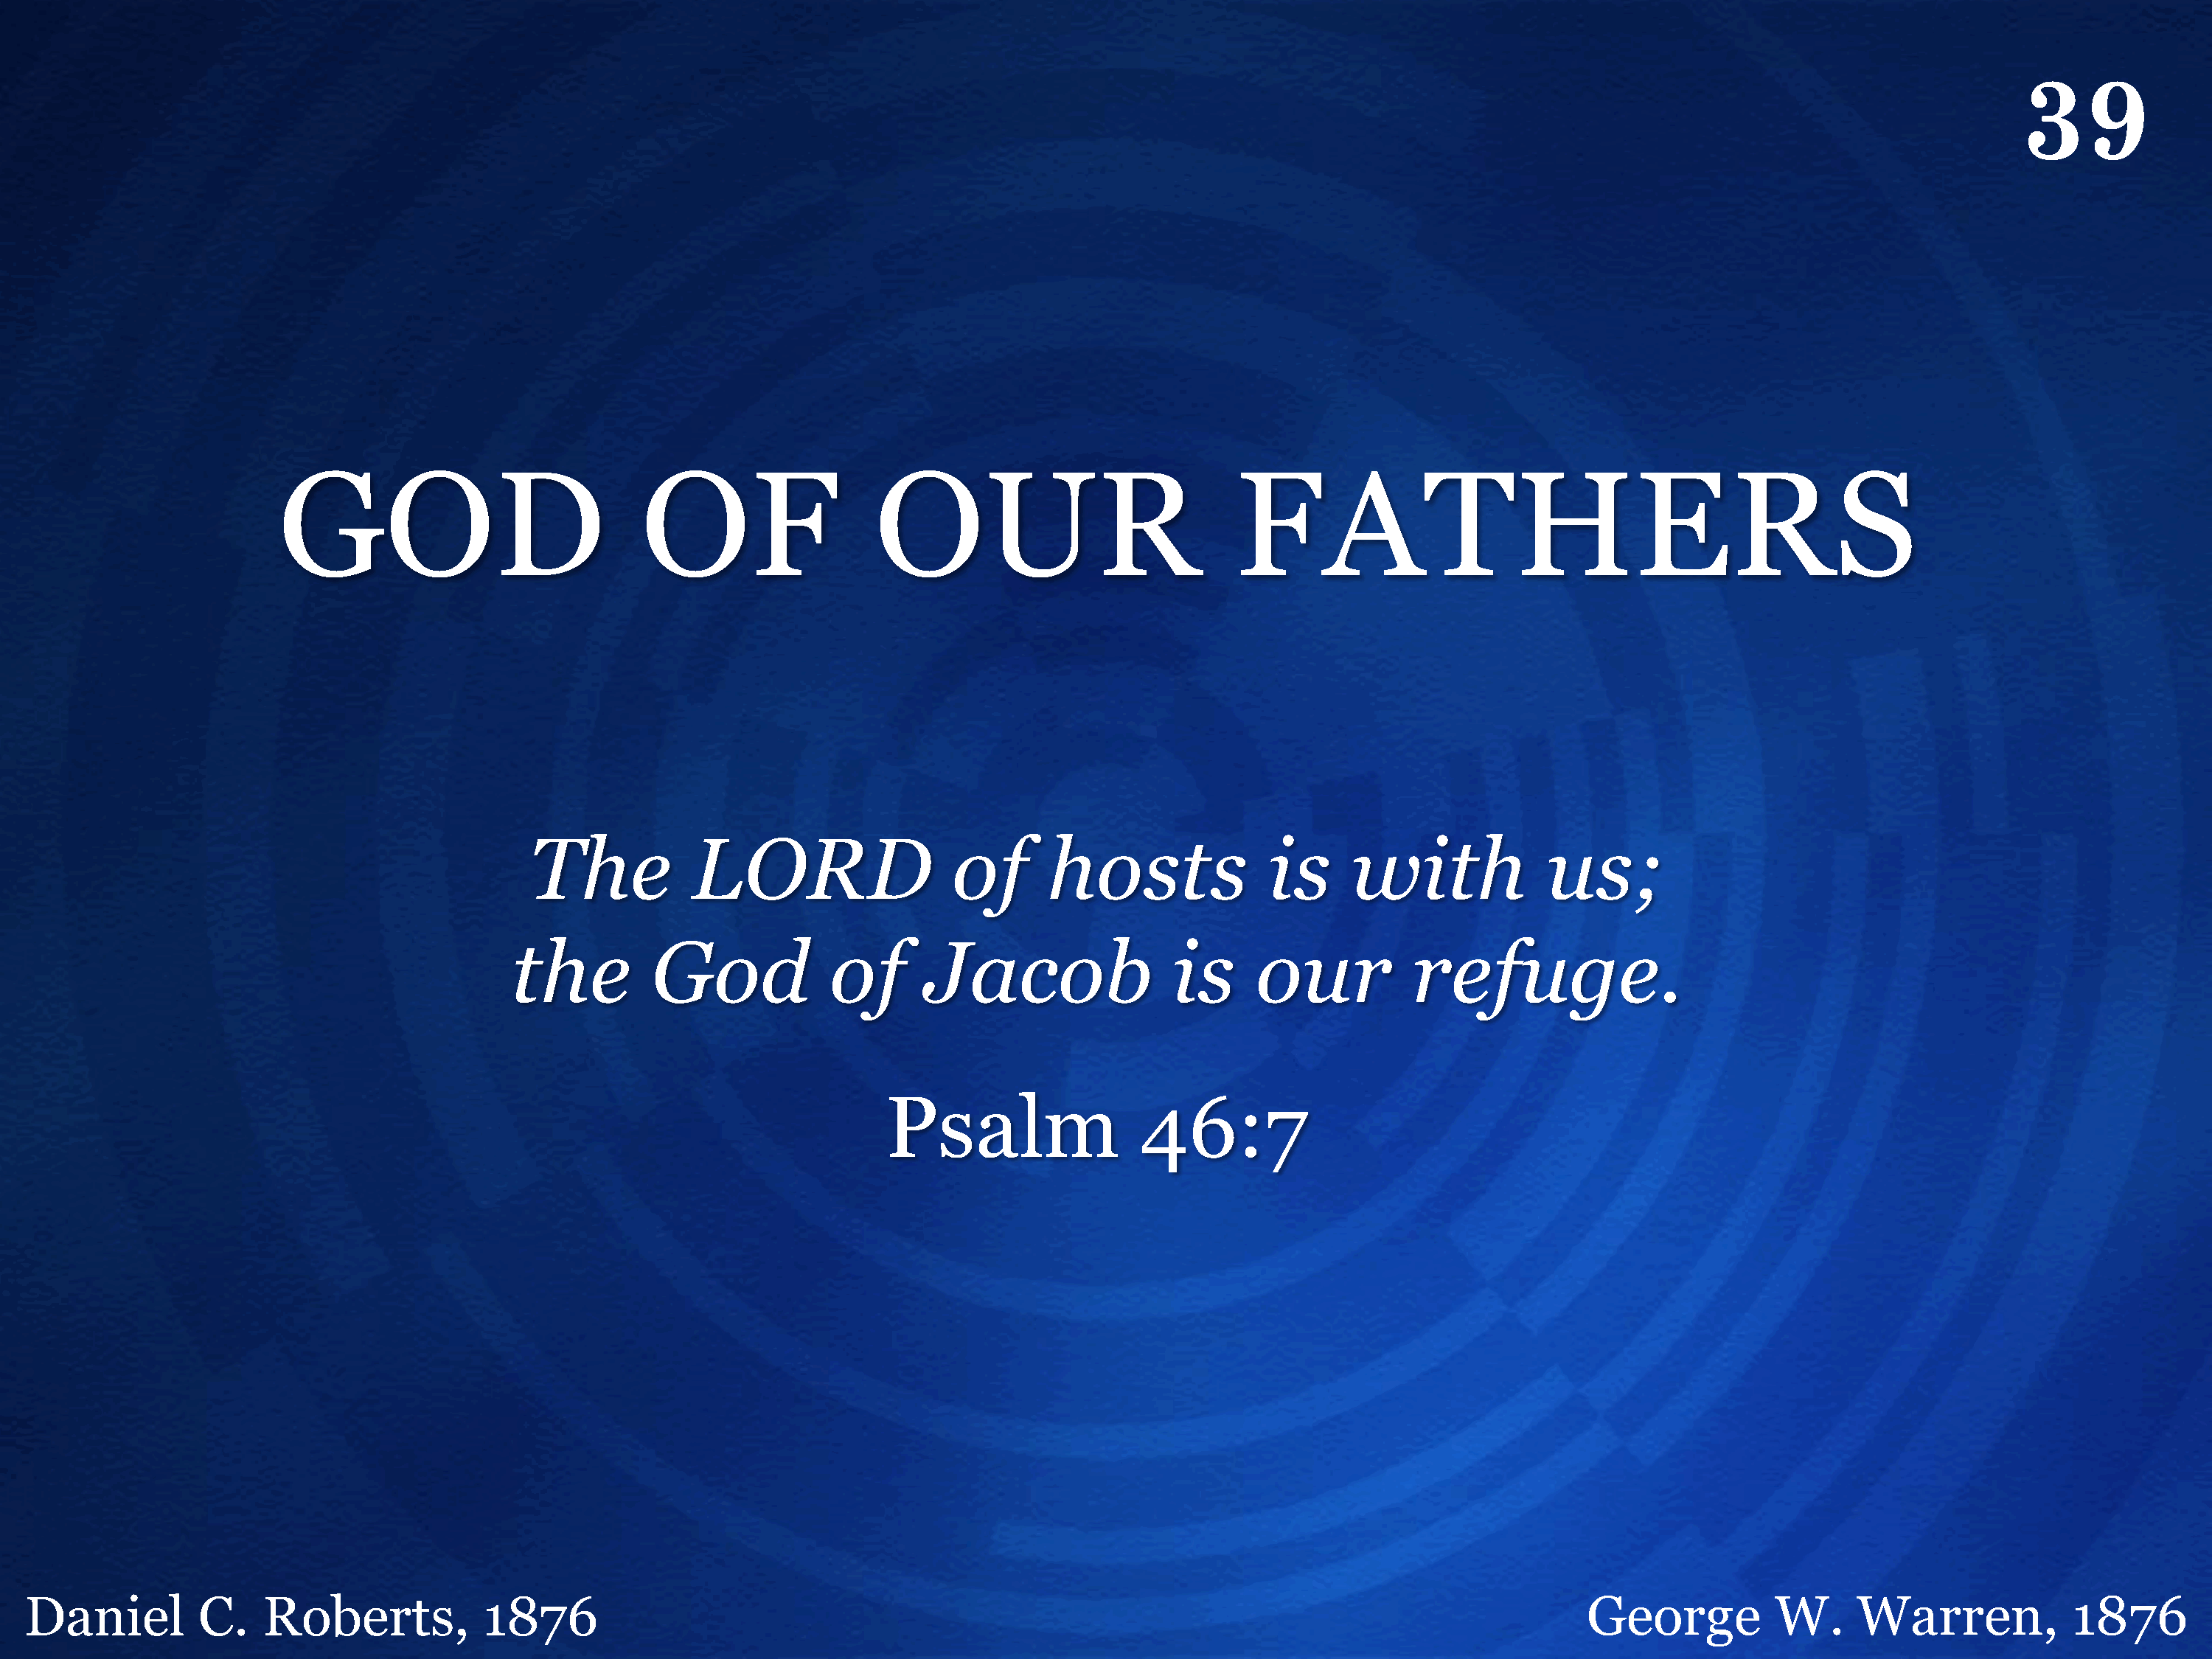 39
GOD OF OUR FATHERS
The LORD of hosts is with us;
the God of Jacob is our refuge.
Psalm 46:7
Daniel C. Roberts, 1876
George W. Warren, 1876